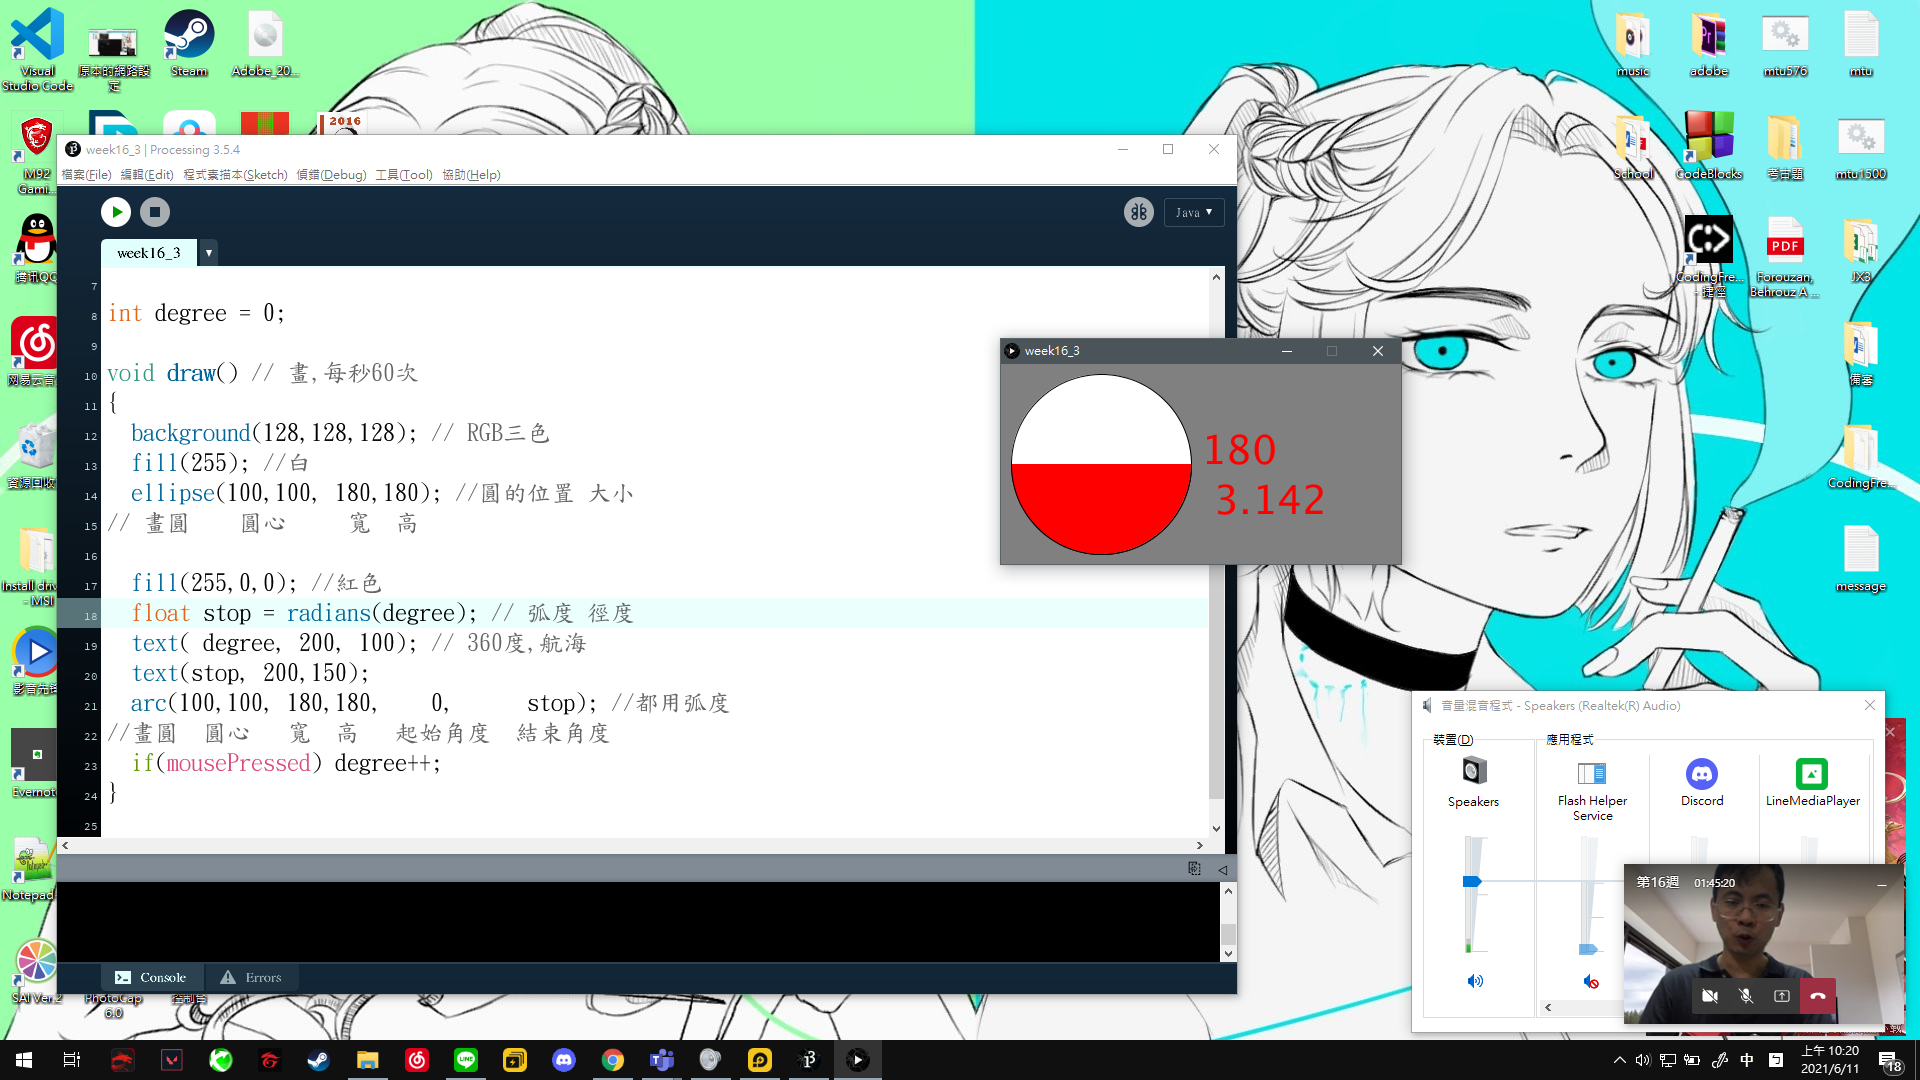 Visual
Studio Code
原本的網路設
定
Steam
Adobe_20...
music
adobe
mtu576
mtu
2016
MI92
Gami...
School
CodeBlocks
考古題
mtu1500
腾讯QQ
CodingFre...
- 捷徑
Forouzan,
Behrouz A ...
PDF
JX3
网易云音
備審
資源回收
CodingFre...
Install driv
- MSI
message
影音先锋
Evernot
Notepad
SAI Ver.2
PhotoCap
6.0
控制台
week16_3 | Processing 3.5.4
檔案(File) 編輯(Edit) 程式素描本(Sketch) 偵錯(Debug) 工具(Tool) 協助(Help)
Java ▼
week16_3 ▼
7
8 int degree = 0;
9
10 void draw() // 畫,每秒60次
11 {
12 background(128,128,128); // RGB三色
13 fill(255); //白
14 ellipse(100,100, 180,180); //圓的位置 大小
15 // 畫圓 圓心 寬 高
16
17 fill(255,0,0); //紅色
18 float stop = radians(degree); // 弧度 徑度
19 text( degree, 200, 100); // 360度,航海
20 text(stop, 200,150);
21 arc(100,100, 180,180, 0, stop); //都用弧度
22 //畫圓 圓心 寬 高 起始角度 結束角度
23 if(mousePressed) degree++;
24 }
25
Console
Errors
week16_3
180
3.142
音量混音程式 - Speakers (Realtek(R) Audio)
裝置(D)
應用程式
Speakers
Flash Helper
Service
Discord
LineMediaPlayer
第16週 01:45:20
中
上午 10:20
2021/6/11
18